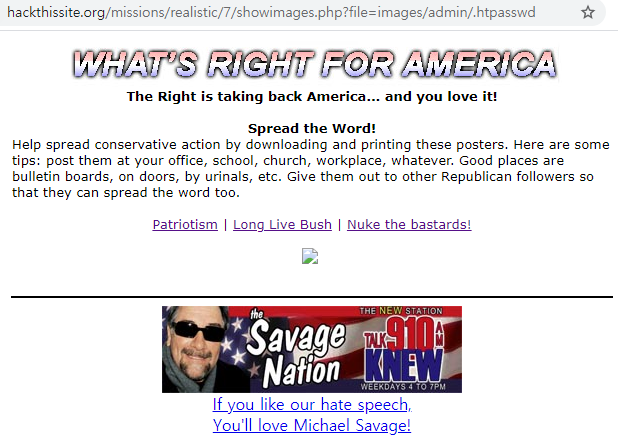 hackthissite.org/missions/realistic/7/showimages.php?file=images/admin/.htpasswd
WHAT'S RIGHT FOR AMERICA
The Right is taking back America... and you love it!
Spread the Word!
Help spread conservative action by downloading and printing these posters. Here are some
tips: post them at your office, school, church, workplace, whatever. Good places are
bulletin boards, on doors, by urinals, etc. Give them out to other Republican followers so
that they can spread the word too.
Patriotism | Long Live Bush | Nuke the bastards!
the
Savage
Nation
THE NEW STATION
TALK 910 AM
KNEW
WEEKDAYS 4 TO 7PM
If you like our hate speech,
You'll love Michael Savage!